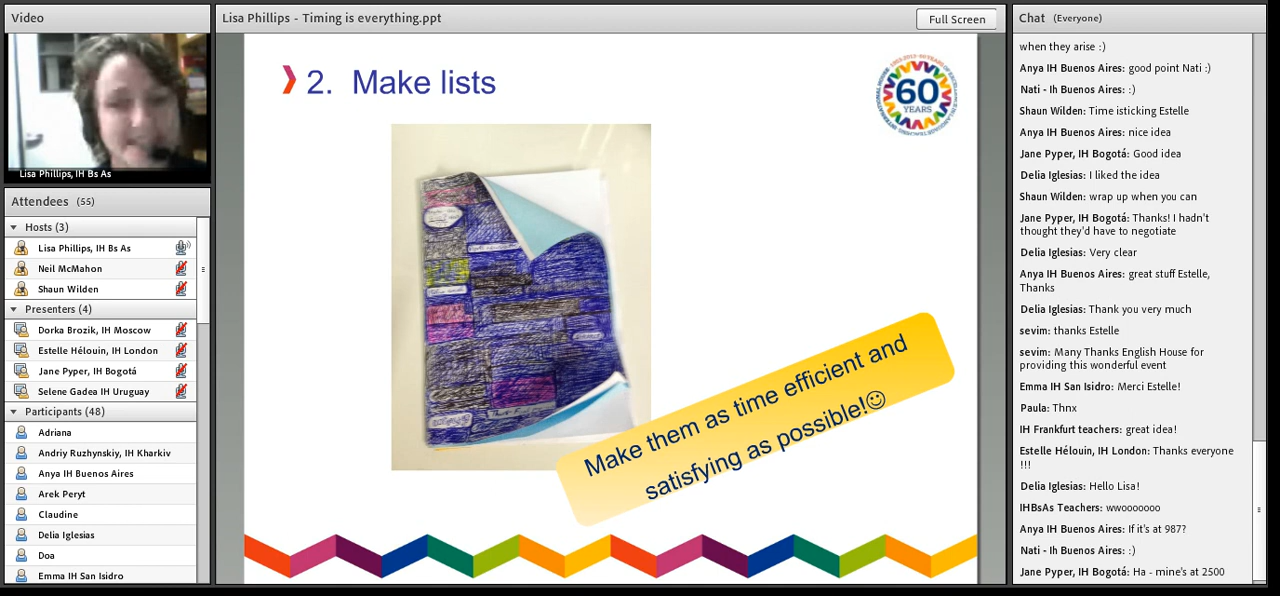 Video
Lisa Phillips, IH Bs As
Attendees (55)
Hosts (3)
Lisa Phillips, IH Bs As
Neil McMahon
Shaun Wilden
Presenters (4)
Dorka Brozik, IH Moscow
Estelle Hélouin, IH London
Jane Pyper, IH Bogotá
Selene Gadea IH Uruguay
Participants (48)
Adriana
Andriy Ruzhynskiy, IH Kharkiv
Anya IH Buenos Aires
Arek Peryt
Claudine
Delia Iglesias
Doa
Emma IH San Isidro
Lisa Phillips - Timing is everything.ppt
Full Screen
2. Make lists
60
YEARS
Make them as time efficient and
satisfying as possible!☺
Chat (Everyone)
when they arise :)
Anya IH Buenos Aires: good point Nati :)
Nati - Ih Buenos Aires: :)
Shaun Wilden: Time isticking Estelle
Anya IH Buenos Aires: nice idea
Jane Pyper, IH Bogotá: Good idea
Delia Iglesias: I liked the idea
Shaun Wilden: wrap up when you can
Jane Pyper, IH Bogotá: Thanks! I hadn't
thought they'd have to negotiate
Delia Iglesias: Very clear
Anya IH Buenos Aires: great stuff Estelle,
Thanks
Delia Iglesias: Thank you very much
sevim: thanks Estelle
sevim: Many Thanks English House for
providing this wonderful event
Emma IH San Isidro: Merci Estelle!
Paula: Thnx
IH Frankfurt teachers: great idea!
Estelle Hélouin, IH London: Thanks everyone
!!!
Delia Iglesias: Hello Lisa!
IHBsAs Teachers: wwooooooo
Anya IH Buenos Aires: If it's at 987?
Nati - Ih Buenos Aires: :)
Jane Pyper, IH Bogotá: Ha - mine's at 2500